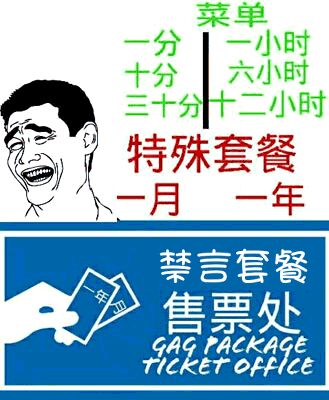 菜单
一分 一小时
十分 六小时
三十分 十二小时
特殊套餐
一月 一年
禁言套餐
一年
一月
售票处
GAG PACKAGE
TICKET OFFICE